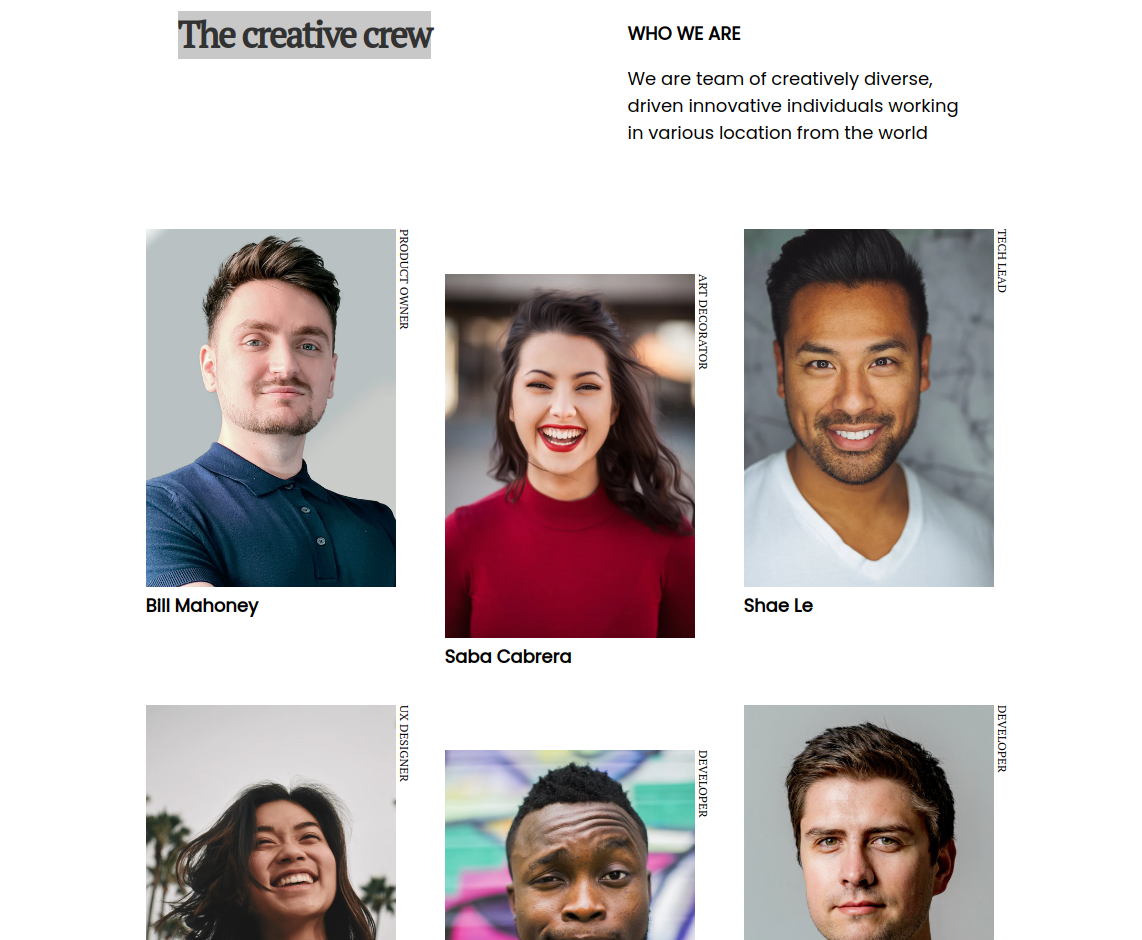 The creative crew
WHO WE ARE
We are team of creatively diverse,
driven innovative individuals working
in various location from the world
PRODUCT OWNER
Bill Mahoney
ART DECORATOR
Saba Cabrera
TECH LEAD
Shae Le
UX DESIGNER
DEVELOPER
DEVELOPER